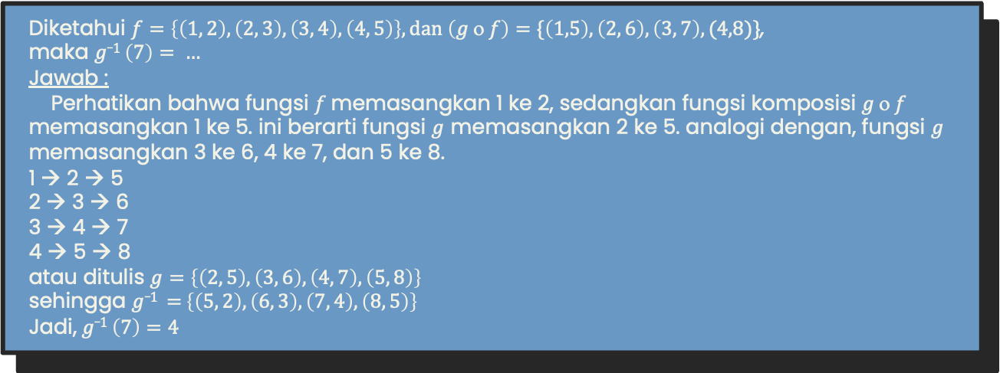 Diketahui f = {(1, 2), (2, 3), (3, 4), (4, 5)}, dan (g o f) = {(1,5), (2, 6), (3, 7), (4,8)},
maka g⁻¹ (7) = ...
Jawab :
Perhatikan bahwa fungsi f memasangkan 1 ke 2, sedangkan fungsi komposisi g o f
memasangkan 1 ke 5. ini berarti fungsi g memasangkan 2 ke 5. analogi dengan, fungsi g
memasangkan 3 ke 6, 4 ke 7, dan 5 ke 8.
1 → 2 → 5
2 → 3 → 6
3 → 4 → 7
4 → 5 → 8
atau ditulis g = {(2, 5), (3, 6), (4, 7), (5, 8)}
sehingga g⁻¹ = {(5, 2), (6, 3), (7, 4), (8, 5)}
Jadi, g⁻¹ (7) = 4